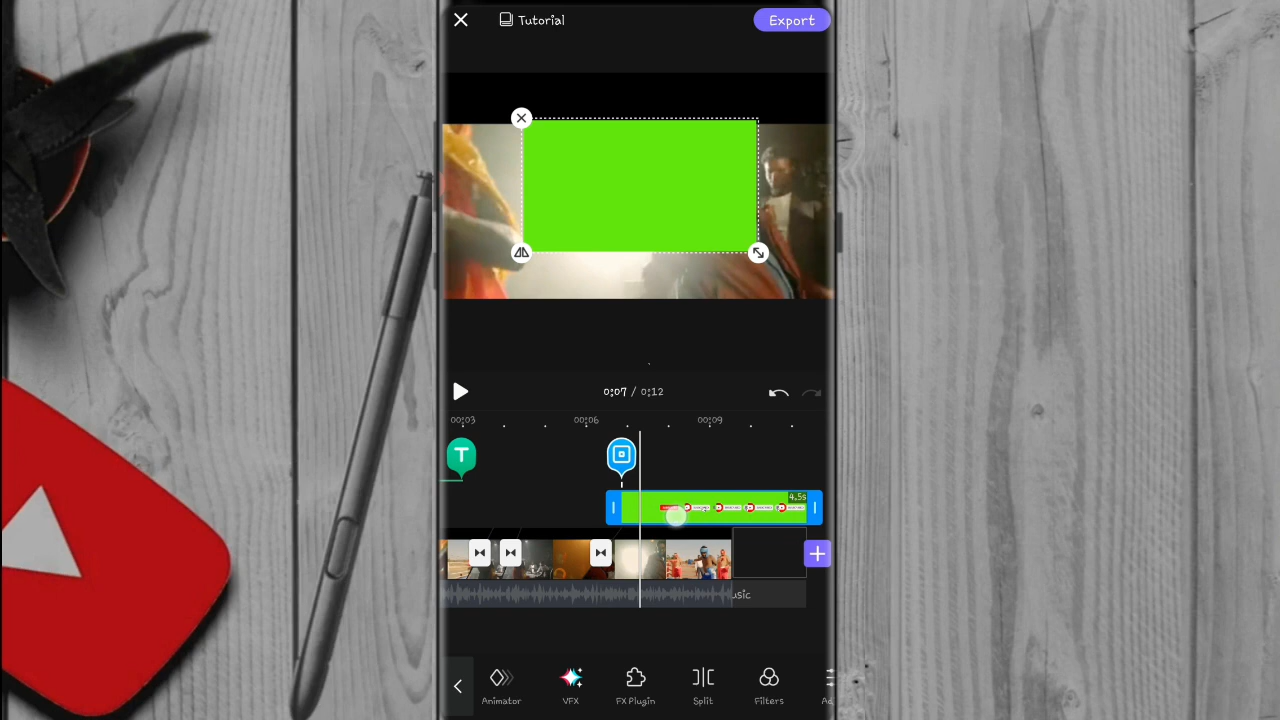 Tutorial
Export
0:07 / 0:12
00:03
00:06
00:09
T
4.5s
usic
Animator
VFX
FX Plugin
Split
Filters
Ad